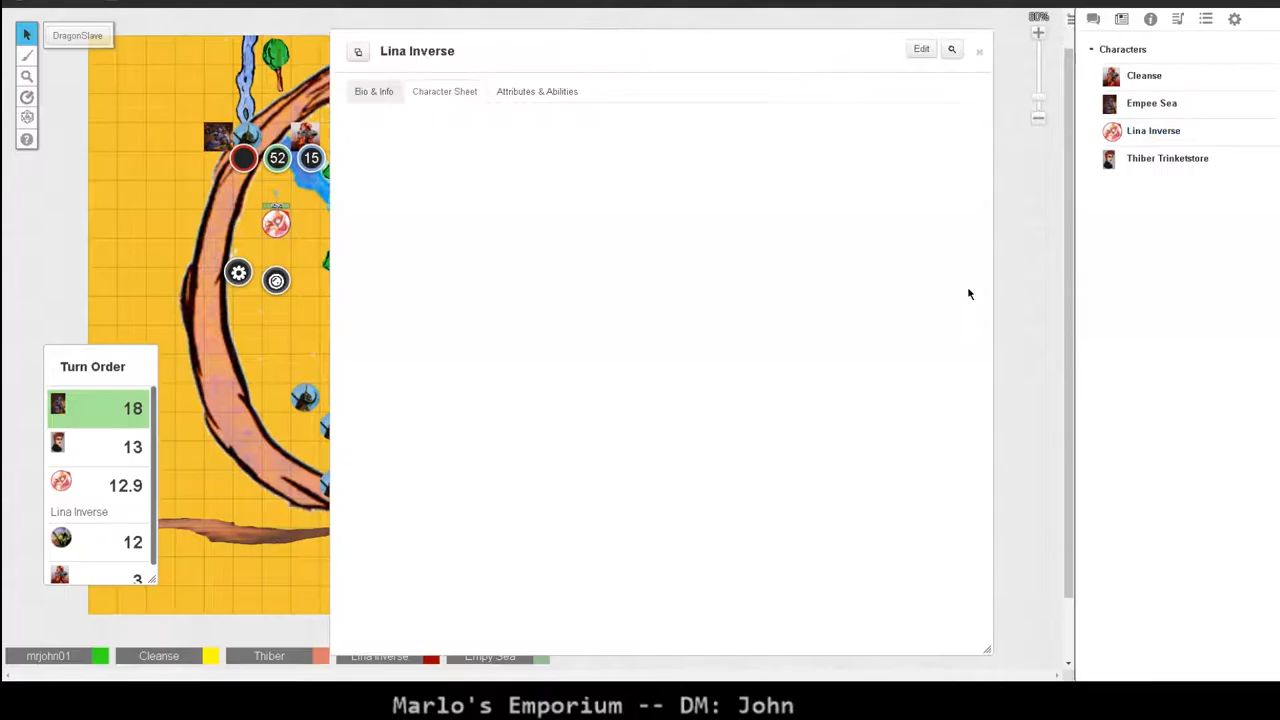 DragonSlave
Lina Inverse
Edit
Bio & Info
Character Sheet
Attributes & Abilities
80%
Characters
Cleanse
Empee Sea
Lina Inverse
Thiber Trinketstore
52
15
Turn Order
18
13
12.9
Lina Inverse
12
3
mrjohn01
Cleanse
Thiber
Lina Inverse
Empy Sea
Marlo's Emporium -- DM: John